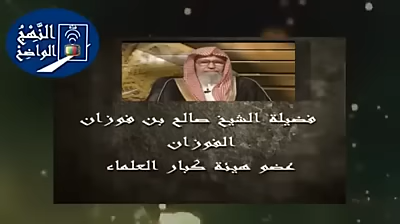 النهج
الواضح
فضيلة الشيخ صالح بن فوزان
الفوزان
عضو هيئة كبار العلماء